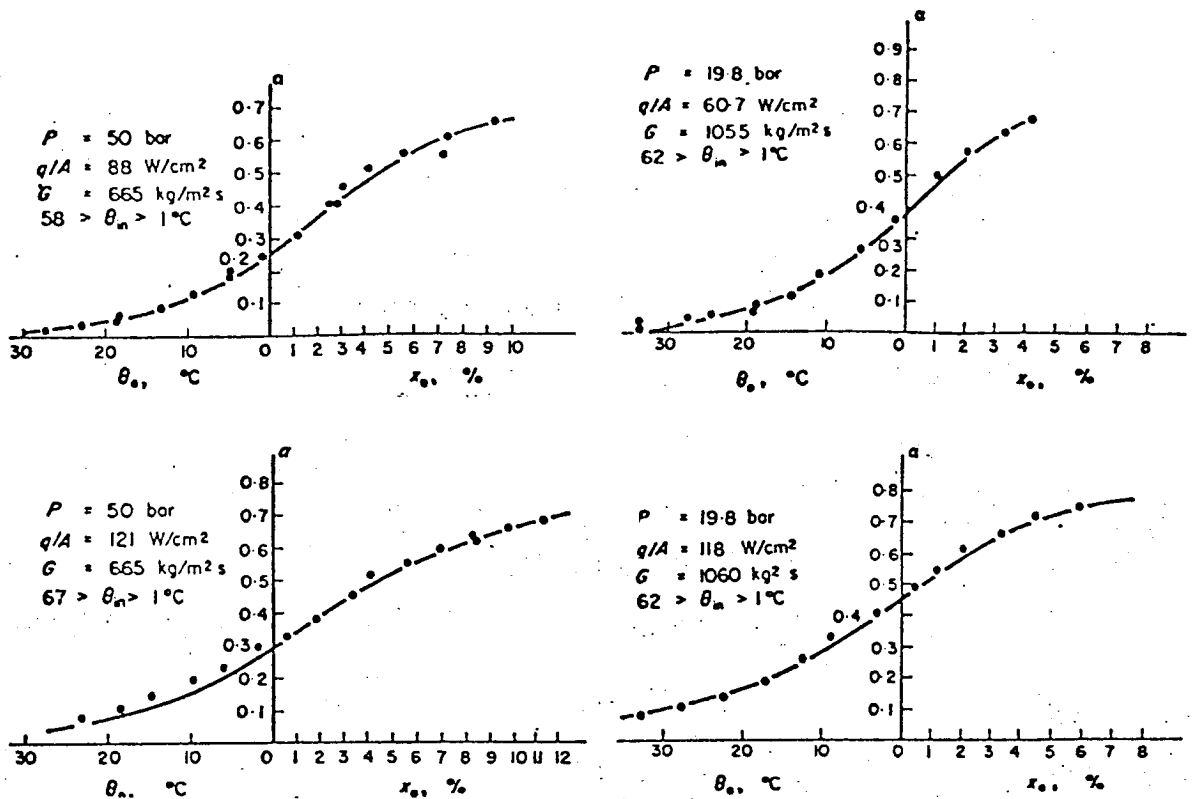 α
0·7
0·6
0·5
0·4
0·3
0·2
0·1
P = 50 bar
q/A = 88 W/cm²
G = 665 kg/m² s
58 > θin > 1°C
30 20 10 0 1 2 3 4 5 6 7 8 9 10
θe, °C xe, %
α
0·9
0·8
0·7
0·6
0·5
0·4
0·3
0·2
0·1
P = 19·8 bar
q/A = 60·7 W/cm²
G = 1055 kg/m² s
62 > θin > 1°C
30 20 10 0 1 2 3 4 5 6 7 8
θe, °C xe, %
α
0·8
0·7
0·6
0·5
0·4
0·3
0·2
0·1
P = 50 bar
q/A = 121 W/cm²
G = 665 kg/m² s
67 > θin > 1°C
30 20 10 0 1 2 3 4 5 6 7 8 9 10 11 12
θe, °C xe, %
α
0·8
0·7
0·6
0·5
0·4
0·3
0·2
0·1
P = 19·8 bar
q/A = 118 W/cm²
G = 1060 kg² s
62 > θin > 1°C
30 20 10 0 1 2 3 4 5 6 7 8
θe, °C xe, %